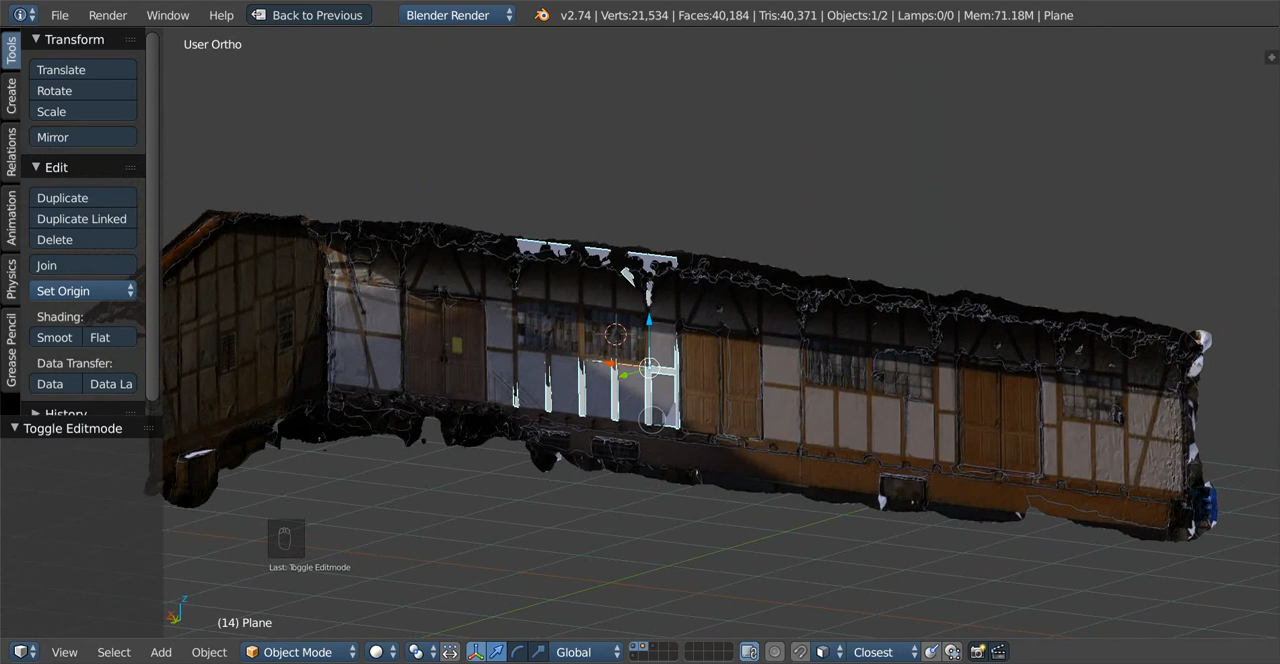 File Render Window Help Back to Previous Blender Render v2.74 | Verts:21,534 | Faces:40,184 | Tris:40,371 | Objects:1/2 | Lamps:0/0 | Mem:71.18M | Plane
Tools
Create
Relations
Animation
Physics
Grease Pencil
Transform
Translate
Rotate
Scale
Mirror
Edit
Duplicate
Duplicate Linked
Delete
Join
Set Origin
Shading:
Smoot Flat
Data Transfer:
Data Data La
History
Toggle Editmode
User Ortho
Last: Toggle Editmode
z
(14) Plane
View Select Add Object Object Mode Global Closest